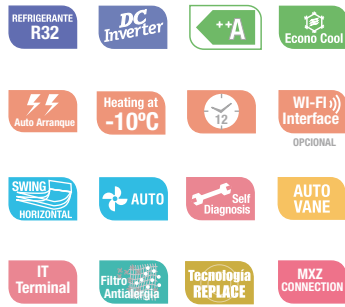 REFRIGERANTE
R32
DC
Inverter
++A
Econo Cool
Auto Arranque
Heating at
-10ºC
12
WI-FI
Interface
OPCIONAL
SWING
HORIZONTAL
AUTO
Self
Diagnosis
AUTO
VANE
IT
Terminal
Filtro
Antialergia
Tecnología
REPLACE
MXZ
CONNECTION